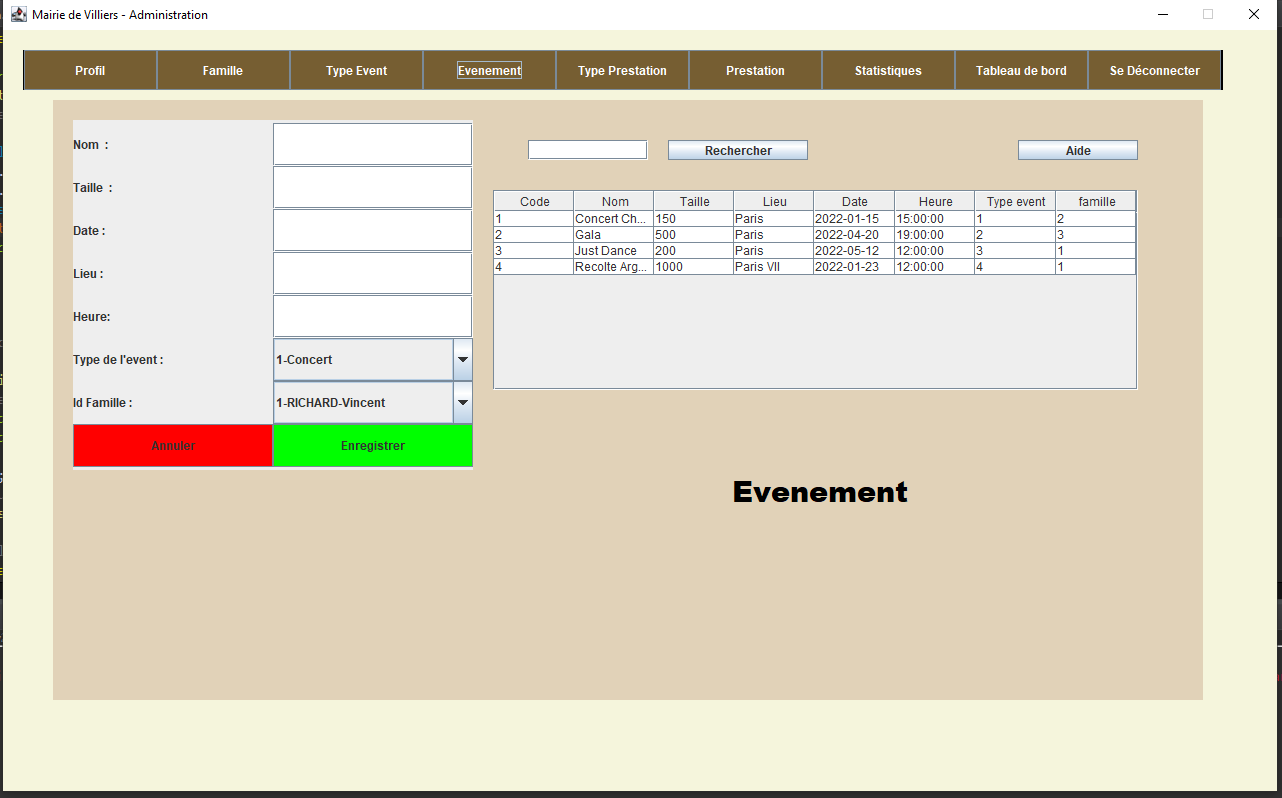 Mairie de Villiers - Administration
Profil Famille Type Event Evenement Type Prestation Prestation Statistiques Tableau de bord Se Déconnecter
Nom :
Taille :
Date :
Lieu :
Heure:
Type de l'event : 1-Concert
Id Famille : 1-RICHARD-Vincent
Annuler Enregistrer
Rechercher Aide
Code Nom Taille Lieu Date Heure Type event famille
1 Concert Ch... 150 Paris 2022-01-15 15:00:00 1 2
2 Gala 500 Paris 2022-04-20 19:00:00 2 3
3 Just Dance 200 Paris 2022-05-12 12:00:00 3 1
4 Recolte Arg... 1000 Paris VII 2022-01-23 12:00:00 4 1
Evenement